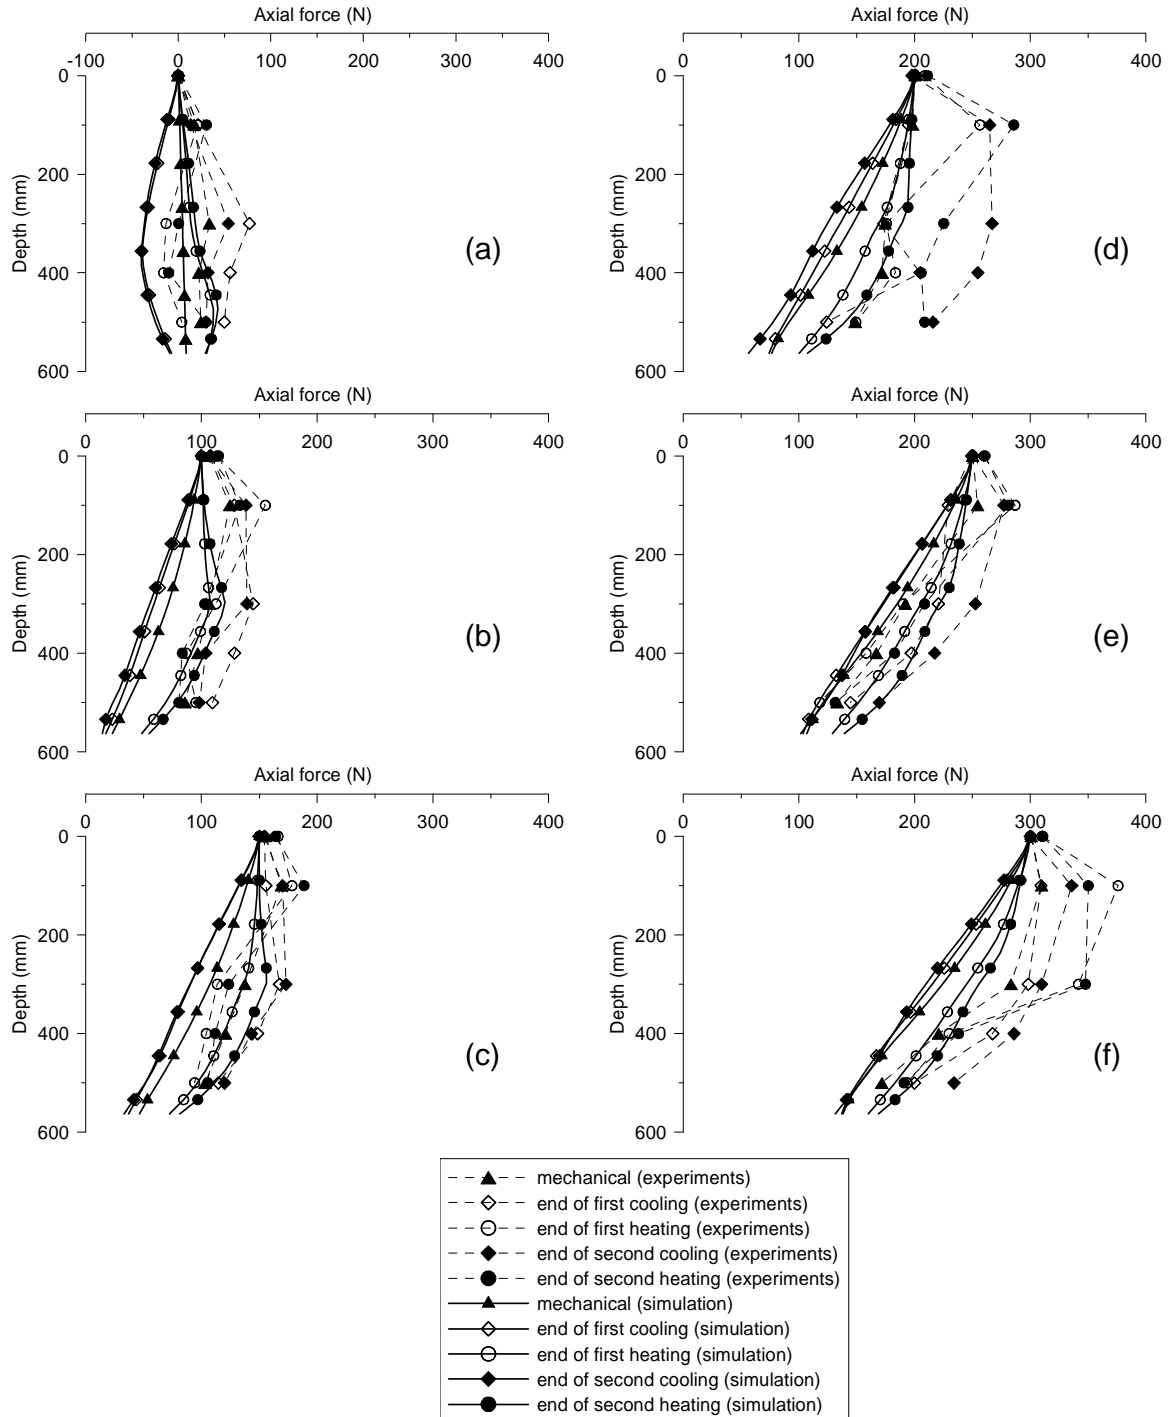 Axial force (N)
-100 0 100 200 300 400
0
200
400
600
Depth (mm)
(a)
Axial force (N)
0 100 200 300 400
0
200
400
600
Depth (mm)
(d)
Axial force (N)
0 100 200 300 400
0
200
400
600
Depth (mm)
(b)
Axial force (N)
0 100 200 300 400
0
200
400
600
Depth (mm)
(e)
Axial force (N)
0 100 200 300 400
0
200
400
600
Depth (mm)
(c)
Axial force (N)
0 100 200 300 400
0
200
400
600
Depth (mm)
(f)
mechanical (experiments)
end of first cooling (experiments)
end of first heating (experiments)
end of second cooling (experiments)
end of second heating (experiments)
mechanical (simulation)
end of first cooling (simulation)
end of first heating (simulation)
end of second cooling (simulation)
end of second heating (simulation)